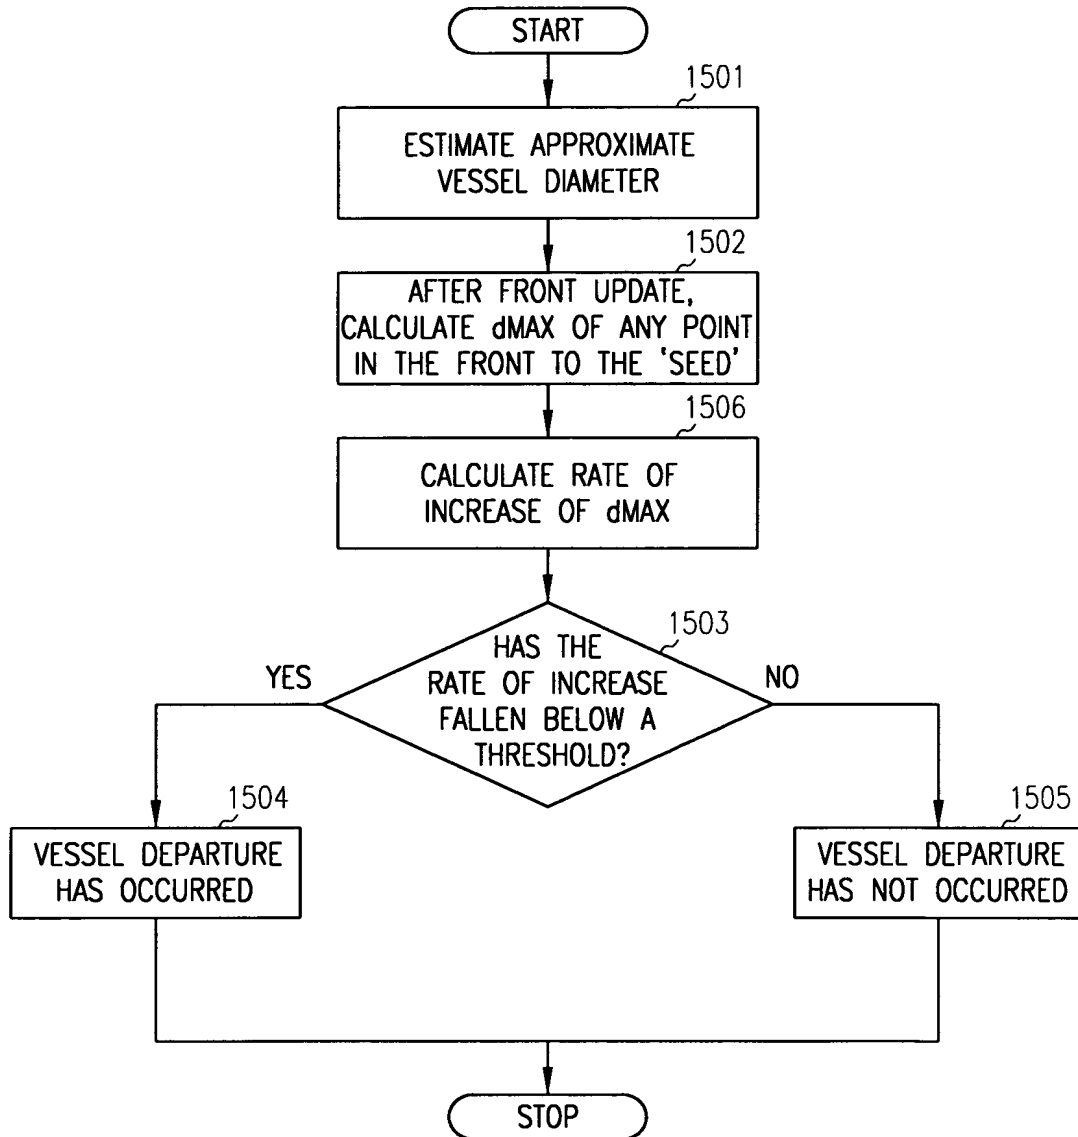 START
1501
ESTIMATE APPROXIMATE
VESSEL DIAMETER
1502
AFTER FRONT UPDATE,
CALCULATE dMAX OF ANY POINT
IN THE FRONT TO THE 'SEED'
1506
CALCULATE RATE OF
INCREASE OF dMAX
1503
HAS THE
RATE OF INCREASE
FALLEN BELOW A
THRESHOLD?
YES
NO
1504
VESSEL DEPARTURE
HAS OCCURRED
1505
VESSEL DEPARTURE
HAS NOT OCCURRED
STOP